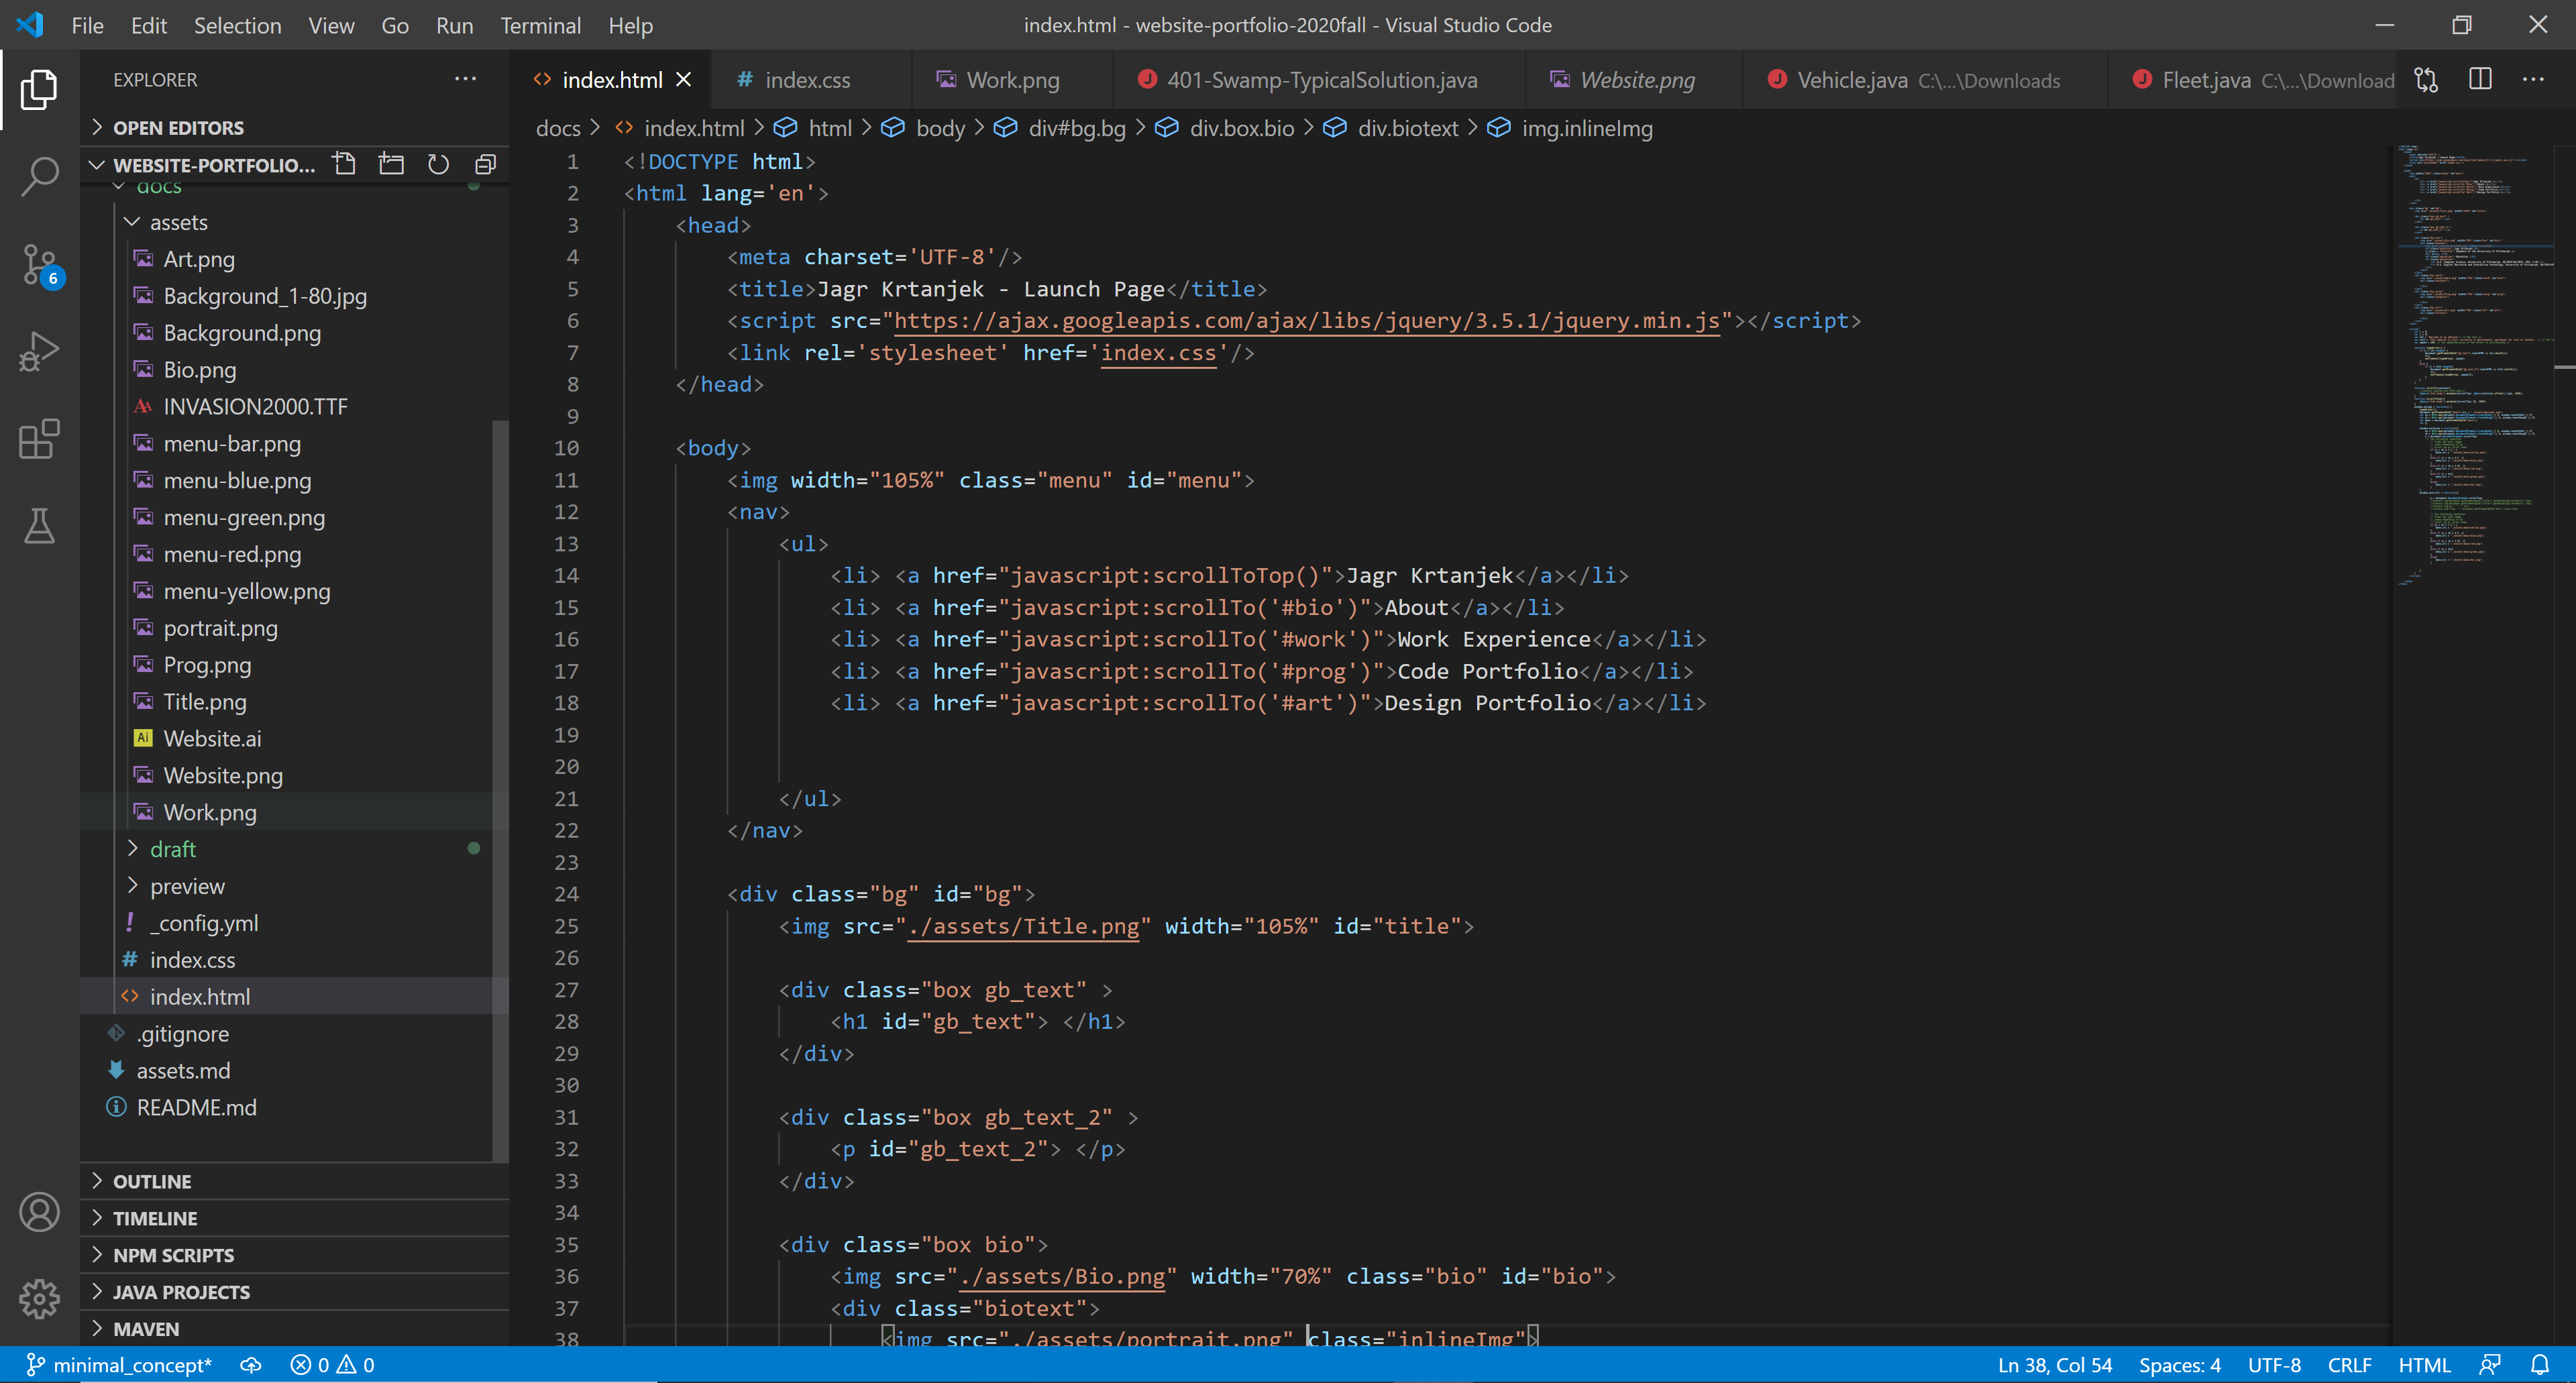 File Edit Selection View Go Run Terminal Help
index.html - website-portfolio-2020fall - Visual Studio Code
EXPLORER
OPEN EDITORS
WEBSITE-PORTFOLIO...
docs
assets
Art.png
Background_1-80.jpg
Background.png
Bio.png
INVASION2000.TTF
menu-bar.png
menu-blue.png
menu-green.png
menu-red.png
menu-yellow.png
portrait.png
Prog.png
Title.png
Ai Website.ai
Website.png
Work.png
draft
preview
! _config.yml
# index.css
<> index.html
.gitignore
assets.md
README.md
OUTLINE
TIMELINE
NPM SCRIPTS
JAVA PROJECTS
MAVEN
6
<> index.html
# index.css
Work.png
J 401-Swamp-TypicalSolution.java
Website.png
J Vehicle.java C:\...\Downloads
J Fleet.java C:\...\Download
docs > <> index.html > html > body > div#bg.bg > div.box.bio > div.biotext > img.inlineImg
1 <!DOCTYPE html>
2 <html lang='en'>
3 <head>
4 <meta charset='UTF-8'/>
5 <title>Jagr Krtanjek - Launch Page</title>
6 <script src="https://ajax.googleapis.com/ajax/libs/jquery/3.5.1/jquery.min.js"></script>
7 <link rel='stylesheet' href='index.css'/>
8 </head>
9
10 <body>
11 <img width="105%" class="menu" id="menu">
12 <nav>
13 <ul>
14 <li> <a href="javascript:scrollToTop()">Jagr Krtanjek</a></li>
15 <li> <a href="javascript:scrollTo('#bio')">About</a></li>
16 <li> <a href="javascript:scrollTo('#work')">Work Experience</a></li>
17 <li> <a href="javascript:scrollTo('#prog')">Code Portfolio</a></li>
18 <li> <a href="javascript:scrollTo('#art')">Design Portfolio</a></li>
19
20
21 </ul>
22 </nav>
23
24 <div class="bg" id="bg">
25 <img src="./assets/Title.png" width="105%" id="title">
26
27 <div class="box gb_text" >
28 <h1 id="gb_text"> </h1>
29 </div>
30
31 <div class="box gb_text_2" >
32 <p id="gb_text_2"> </p>
33 </div>
34
35 <div class="box bio">
36 <img src="./assets/Bio.png" width="70%" class="bio" id="bio">
37 <div class="biotext">
38 <img src="./assets/portrait.png" class="inlineImg">
minimal_concept* 0 0
Ln 38, Col 54 Spaces: 4 UTF-8 CRLF HTML